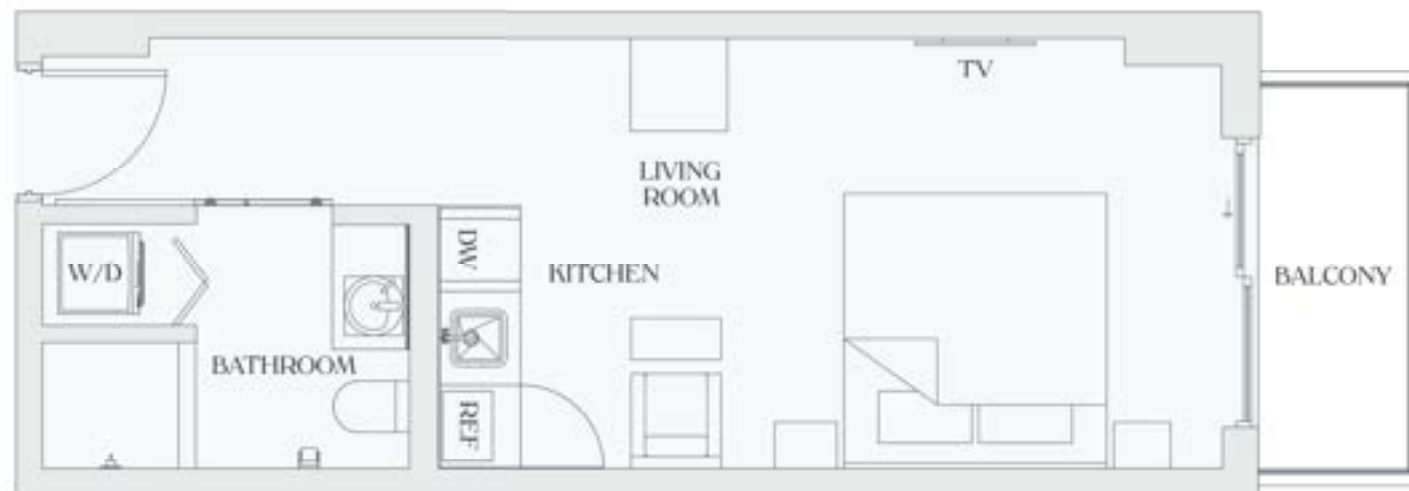 TV
LIVING
ROOM
DW
W/D
KITCHEN
BALCONY
BATHROOM
REF